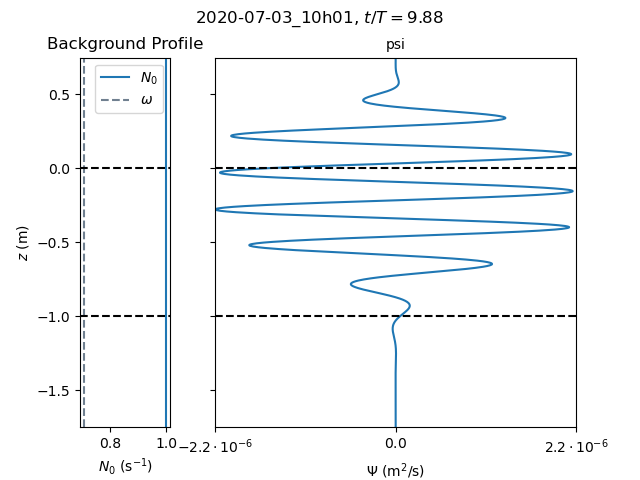 2020-07-03_10h01, t/T = 9.88
Background Profile
psi
N₀
ω
0.5
0.0
−0.5
−1.0
−1.5
z (m)
0.8
1.0
−2.2 · 10⁻⁶
0.0
2.2 · 10⁻⁶
N₀ (s⁻¹)
Ψ (m²/s)